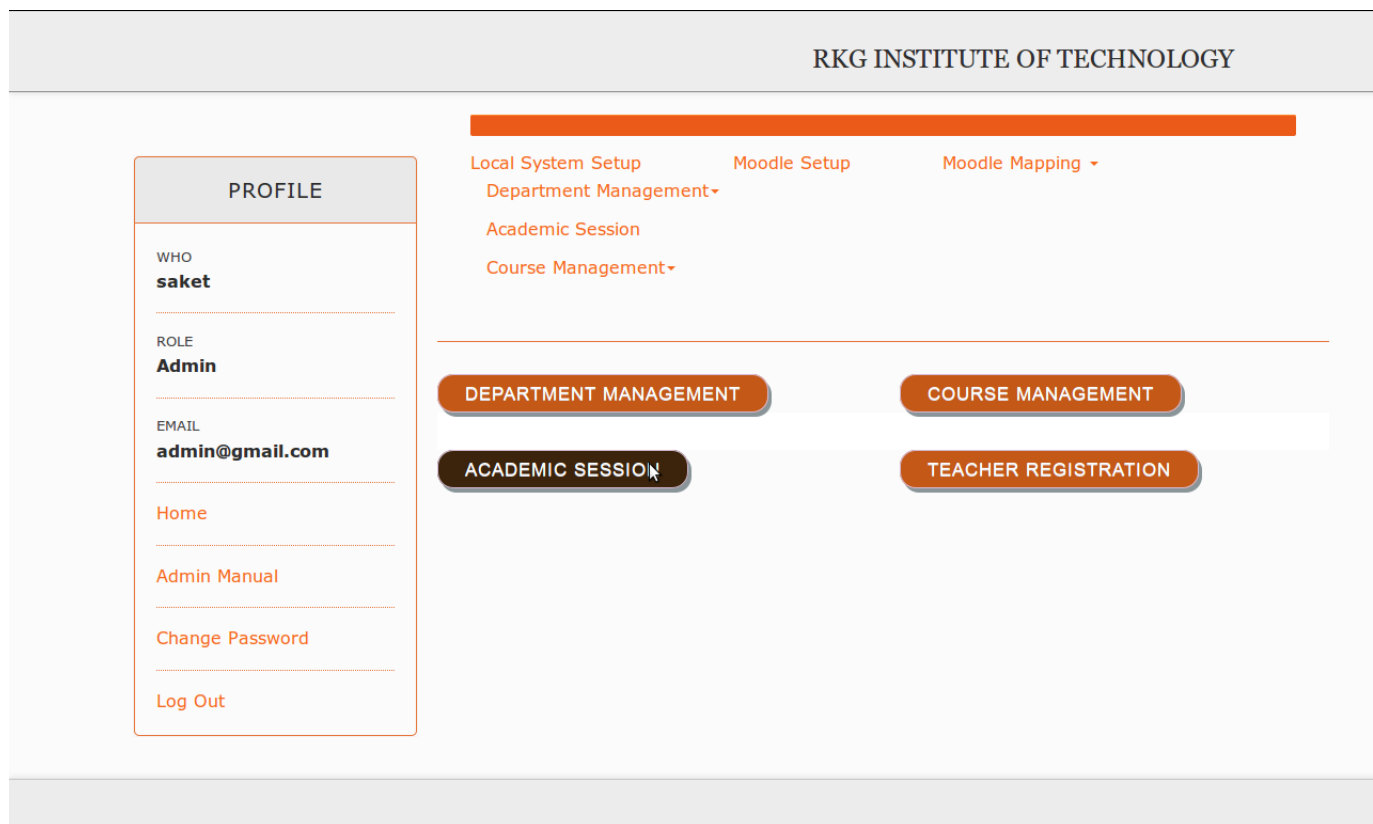 RKG INSTITUTE OF TECHNOLOGY
PROFILE
WHO
saket
ROLE
Admin
EMAIL
admin@gmail.com
Home
Admin Manual
Change Password
Log Out
Local System Setup Moodle Setup Moodle Mapping
Department Management
Academic Session
Course Management
DEPARTMENT MANAGEMENT COURSE MANAGEMENT
ACADEMIC SESSION TEACHER REGISTRATION